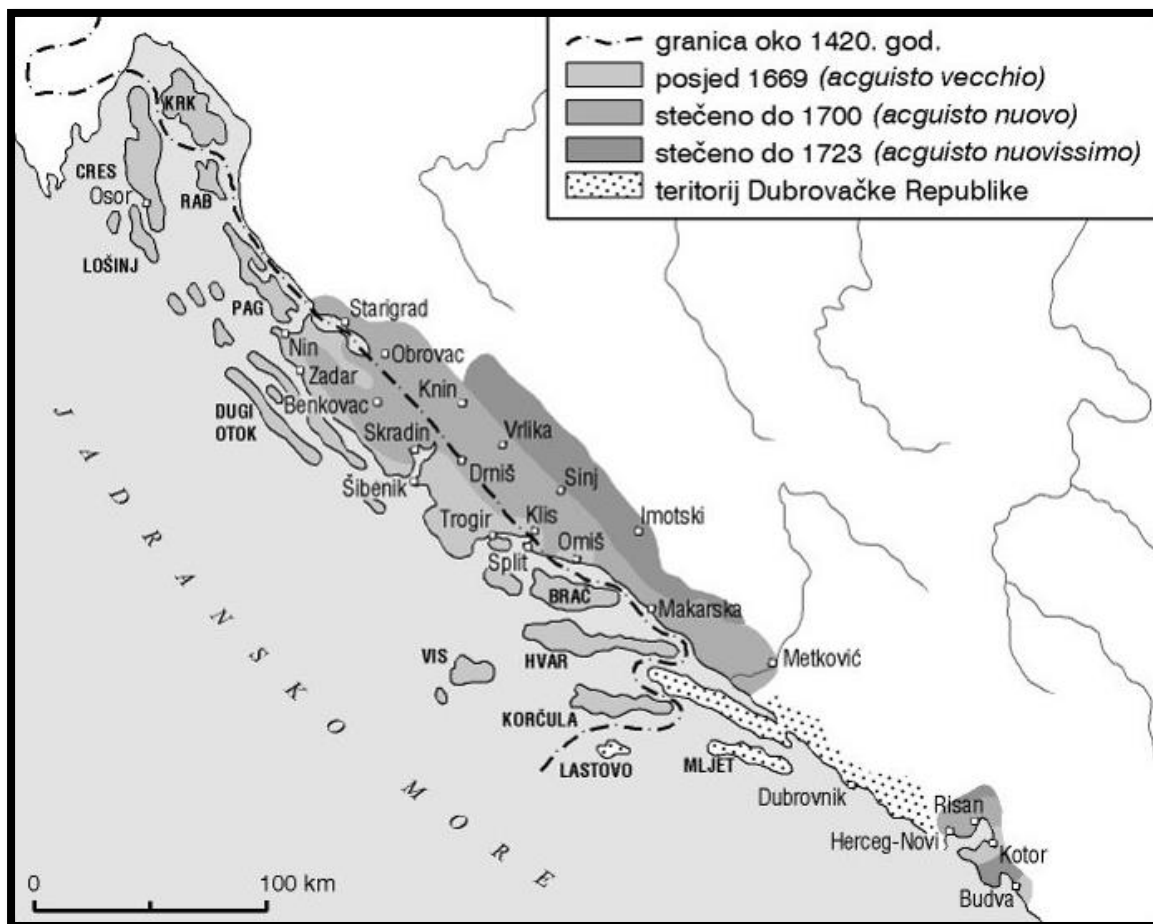 granica oko 1420. god.
posjed 1669 (acguisto vecchio)
stečeno do 1700 (acguisto nuovo)
stečeno do 1723 (acguisto nuovissimo)
teritorij Dubrovačke Republike
KRK
CRES
Osor
RAB
LOŠINJ
PAG
Starigrad
Nin
Obrovac
Zadar
Knin
Benkovac
DUGI
OTOK
Skradin
Vrlika
Drniš
Sinj
Šibenik
Trogir
Klis
Imotski
Split
Omiš
BRAČ
Makarska
VIS
HVAR
Metković
KORČULA
LASTOVO
MLJET
Dubrovnik
Risan
Herceg-Novi
Kotor
Budva
JADRANSKO MORE
0 100 km